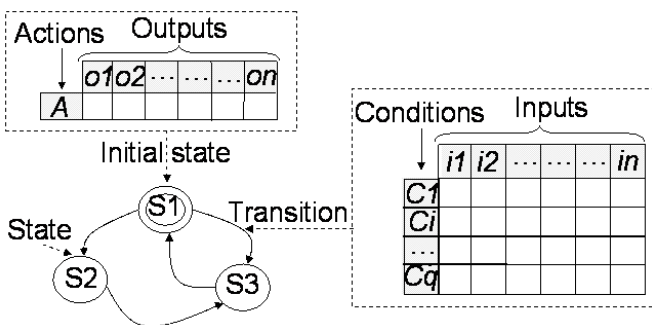 Actions Outputs
o1 o2 ... ... ... on
A
Initial state
Conditions Inputs
i1 i2 ... ... ... in
C1
Ci
...
Cq
S1
Transition
State
S2
S3